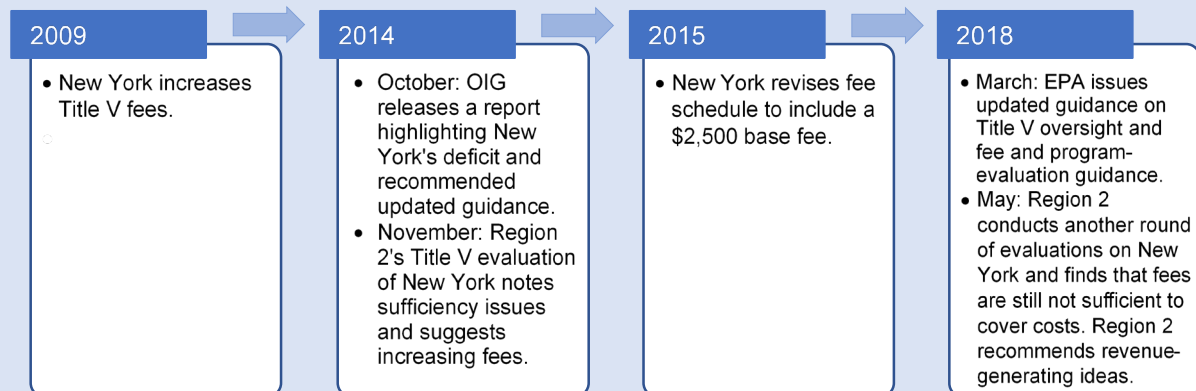 2009
• New York increases
Title V fees.
2014
• October: OIG
releases a report
highlighting New
York's deficit and
recommended
updated guidance.
• November: Region
2's Title V evaluation
of New York notes
sufficiency issues
and suggests
increasing fees.
2015
• New York revises fee
schedule to include a
$2,500 base fee.
2018
• March: EPA issues
updated guidance on
Title V oversight and
fee and program-
evaluation guidance.
• May: Region 2
conducts another round
of evaluations on New
York and finds that fees
are still not sufficient to
cover costs. Region 2
recommends revenue-
generating ideas.